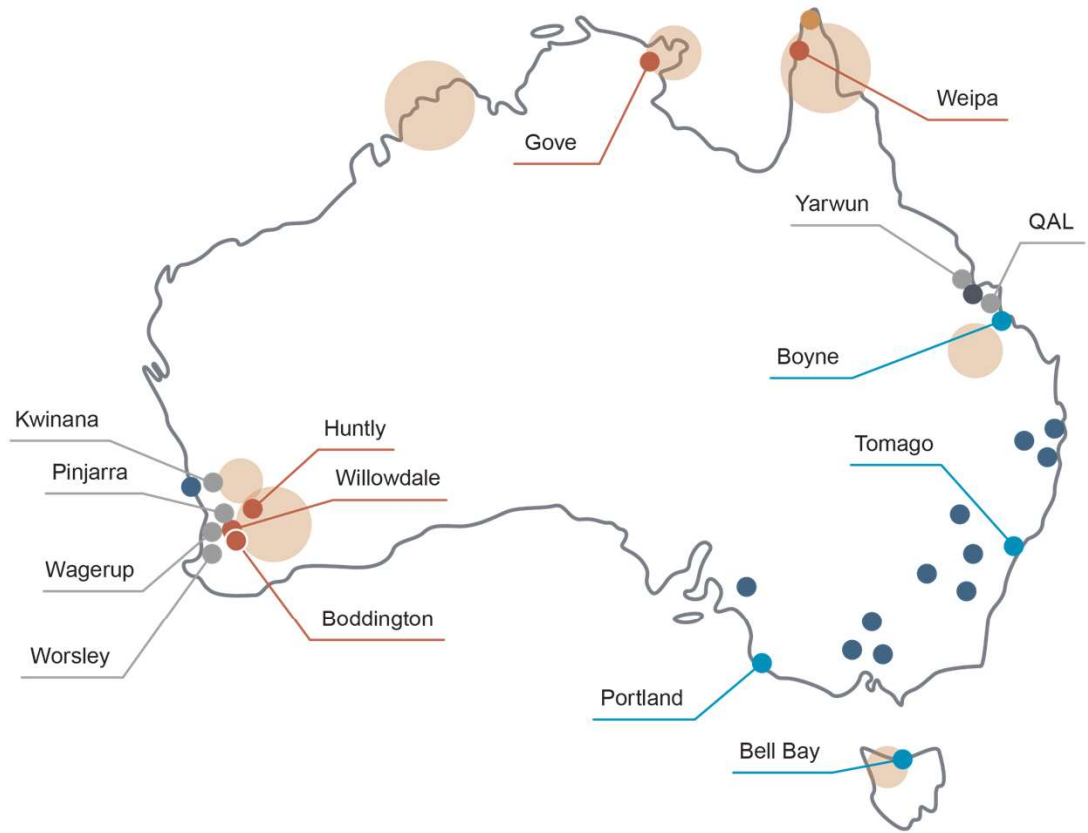 Weipa
Gove
Yarwun
QAL
Boyne
Kwinana
Huntly
Tomago
Pinjarra
Willowdale
Wagerup
Boddington
Worsley
Portland
Bell Bay